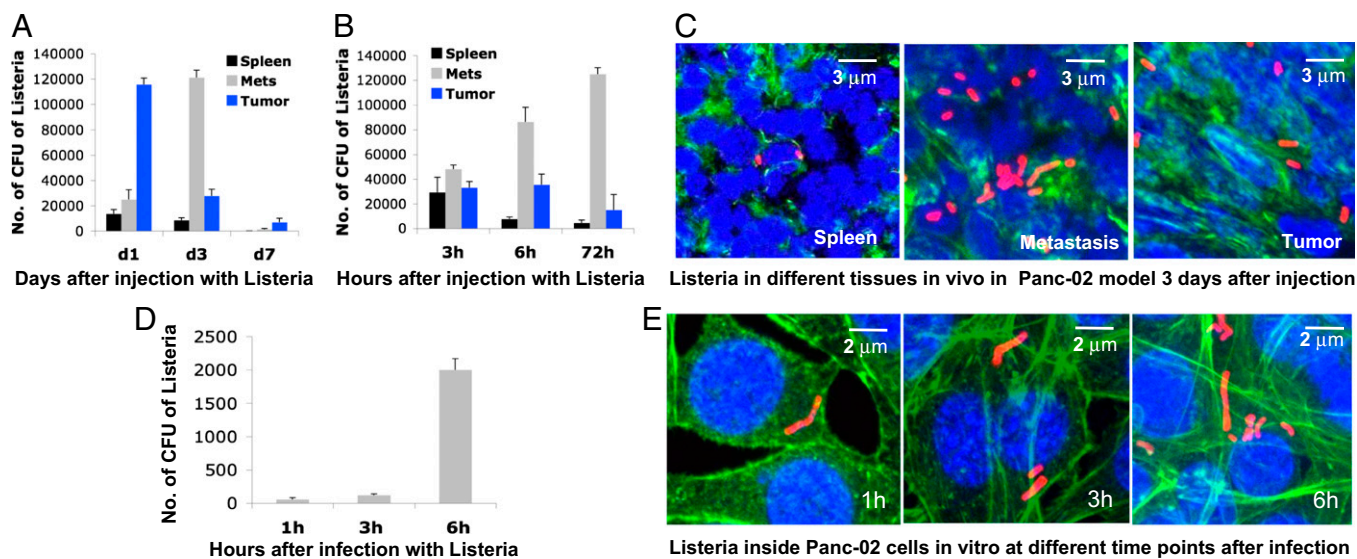 A
No. of CFU of Listeria
140000
120000
100000
80000
60000
40000
20000
0
Spleen
Mets
Tumor
d1 d3 d7
Days after injection with Listeria
B
No. of CFU of Listeria
140000
120000
100000
80000
60000
40000
20000
0
Spleen
Mets
Tumor
3h 6h 72h
Hours after injection with Listeria
C
3 μm
3 μm
3 μm
Spleen
Metastasis
Tumor
Listeria in different tissues in vivo in Panc-02 model 3 days after injection
D
No. of CFU of Listeria
2500
2000
1500
1000
500
0
1h 3h 6h
Hours after infection with Listeria
E
2 μm
2 μm
2 μm
1h
3h
6h
Listeria inside Panc-02 cells in vitro at different time points after infection